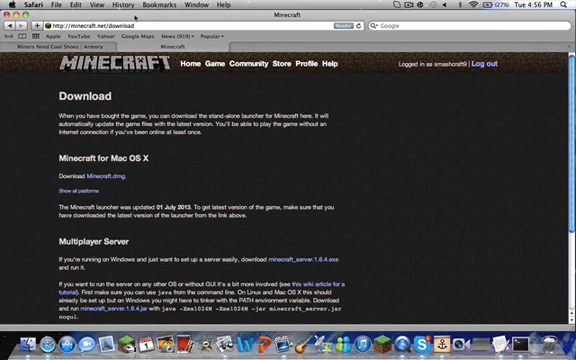 Safari File Edit View History Bookmarks Window Help (27%) Tue 4:56 PM
Minecraft
http://minecraft.net/download Reader Google
Apple YouTube Yahoo! Google Maps News (919) Popular
Miners Need Cool Shoes / Armory Minecraft
MINECRAFT Home Game Community Store Profile Help Logged in as smashcraft9 Log out
Download
When you have bought the game, you can download the stand-alone launcher for Minecraft here. It will
automatically update the game files with the latest version. You'll be able to play the game without an
Internet connection if you've been online at least once.
Minecraft for Mac OS X
Download Minecraft.dmg.
Show all platforms
The Minecraft launcher was updated 01 July 2013. To get latest version of the game, make sure that you
have downloaded the latest version of the launcher from the link above.
Multiplayer Server
If you're running on Windows and just want to set up a server easily, download minecraft_server.1.6.4.exe
and run it.
If you want to run the server on any other OS or without GUI it's a bit more involved (see this wiki article for a
tutorial). First make sure you can use java from the command line. On Linux and Mac OS X this should
already be set up but on Windows you might have to tinker with the PATH environment variable. Download
and run minecraft_server.1.6.4.jar with java -Xmx1024M -Xms1024M -jar minecraft_server.jar
nogui.